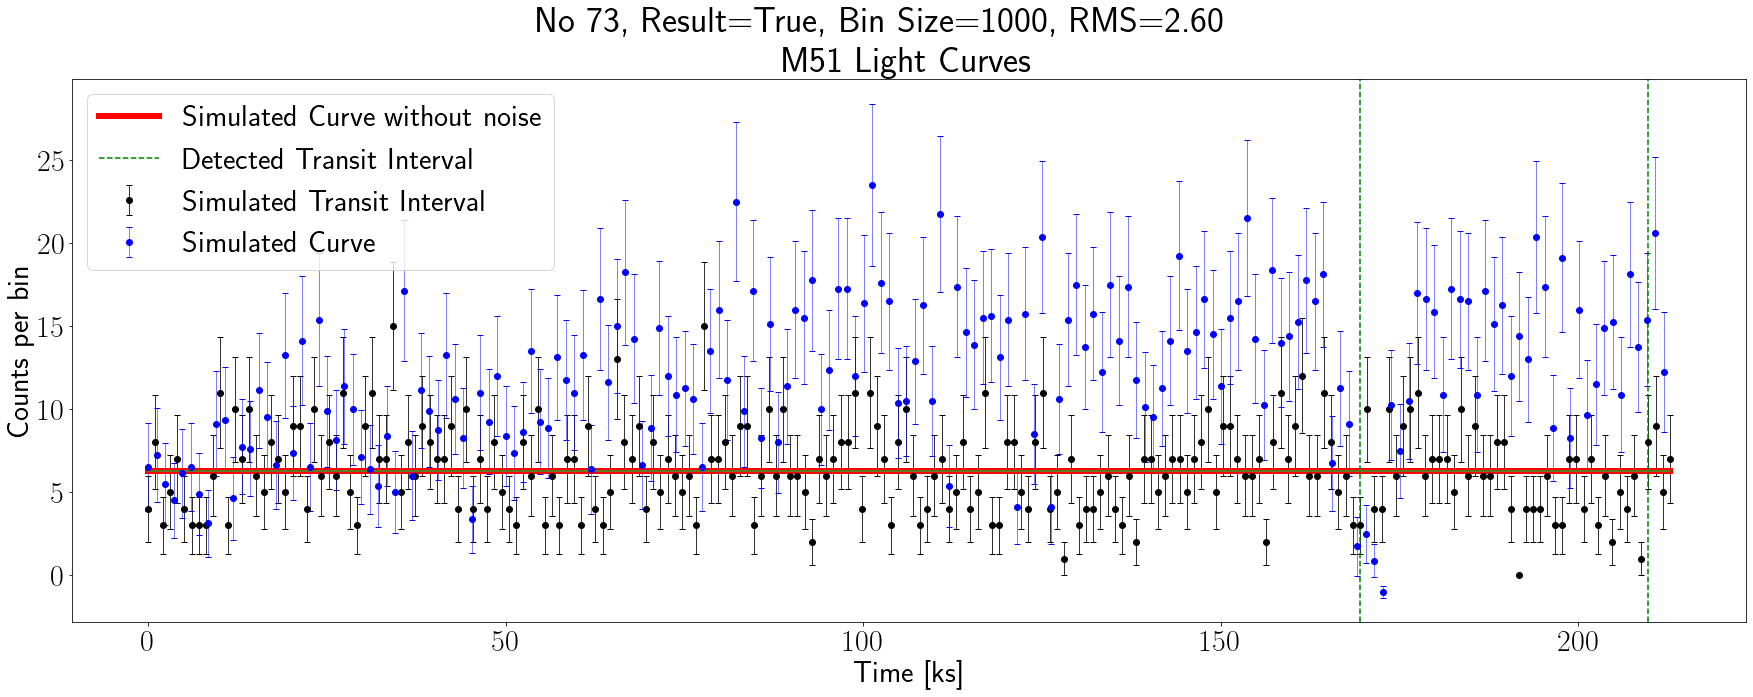 No 73, Result=True, Bin Size=1000, RMS=2.60
M51 Light Curves
Simulated Curve without noise
Detected Transit Interval
Simulated Transit Interval
Simulated Curve
Counts per bin
25
20
15
10
5
0
0 50 100 150 200
Time [ks]